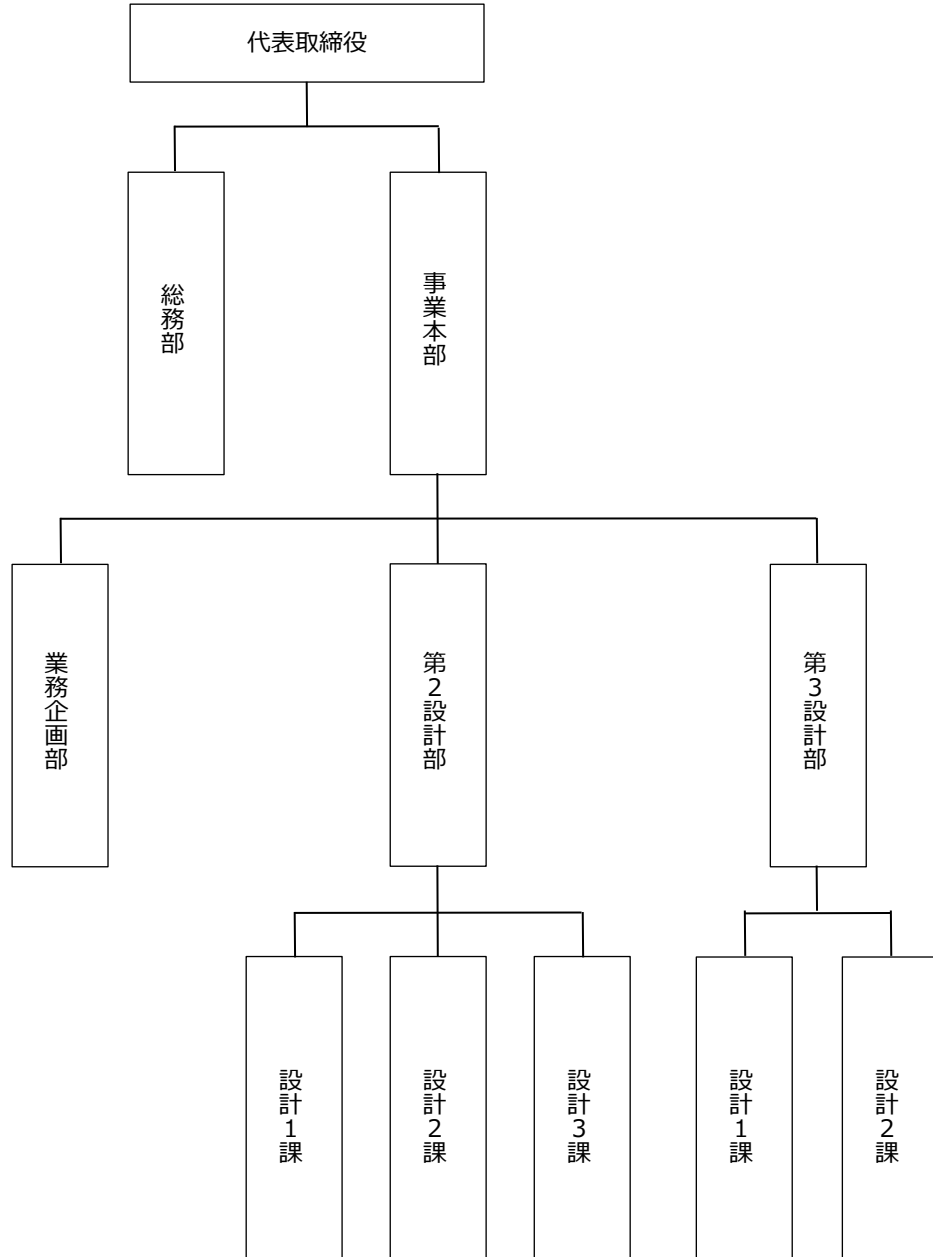 代表取締役
総務部
事業本部
業務企画部
第2設計部
第3設計部
設計1課
設計2課
設計3課
設計1課
設計2課